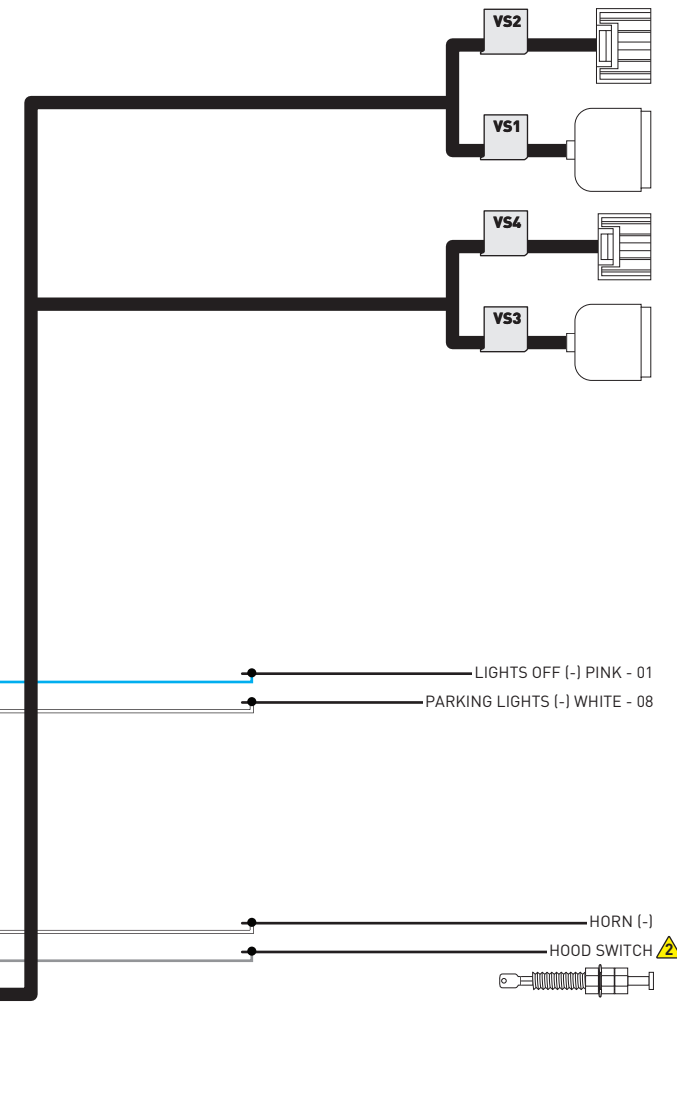 VS2
VS1
VS4
VS3
LIGHTS OFF (-) PINK - 01
PARKING LIGHTS (-) WHITE - 08
HORN (-)
HOOD SWITCH 2